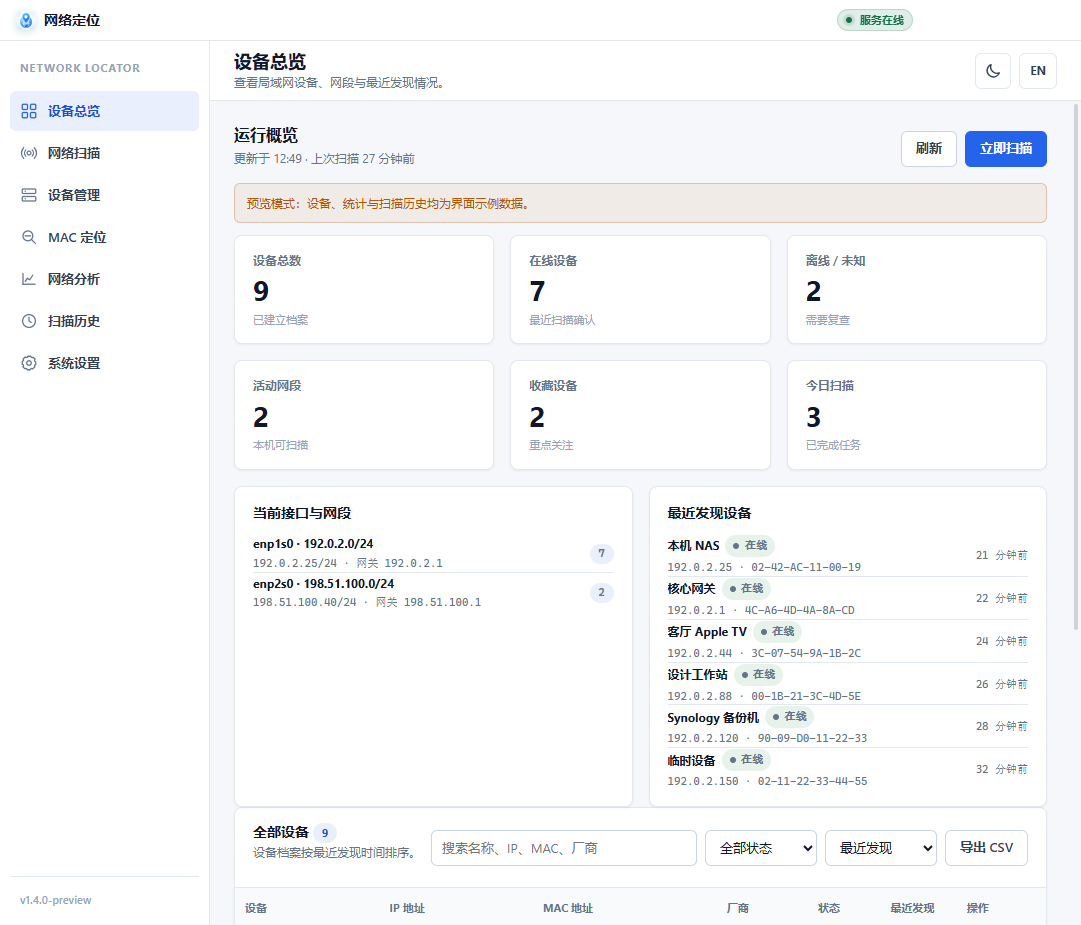 网络定位
服务在线
NETWORK LOCATOR
设备总览
网络扫描
设备管理
MAC 定位
网络分析
扫描历史
系统设置
v1.4.0-preview
设备总览
查看局域网设备、网段与最近发现情况。
EN
运行概览
更新于 12:49 · 上次扫描 27 分钟前
刷新
立即扫描
预览模式：设备、统计与扫描历史均为界面示例数据。
设备总数
9
已建立档案
在线设备
7
最近扫描确认
离线 / 未知
2
需要复查
活动网段
2
本机可扫描
收藏设备
2
重点关注
今日扫描
3
已完成任务
当前接口与网段
enp1s0 · 192.0.2.0/24
192.0.2.25/24 · 网关 192.0.2.1
7
enp2s0 · 198.51.100.0/24
198.51.100.40/24 · 网关 198.51.100.1
2
最近发现设备
本机 NAS 在线
192.0.2.25 · 02-42-AC-11-00-19
21 分钟前
核心网关 在线
192.0.2.1 · 4C-A6-4D-4A-8A-CD
22 分钟前
客厅 Apple TV 在线
192.0.2.44 · 3C-07-54-9A-1B-2C
24 分钟前
设计工作站 在线
192.0.2.88 · 00-1B-21-3C-4D-5E
26 分钟前
Synology 备份机 在线
192.0.2.120 · 90-09-D0-11-22-33
28 分钟前
临时设备 在线
192.0.2.150 · 02-11-22-33-44-55
32 分钟前
全部设备 9
设备档案按最近发现时间排序。
搜索名称、IP、MAC、厂商
全部状态
最近发现
导出 CSV
设备 IP 地址 MAC 地址 厂商 状态 最近发现 操作